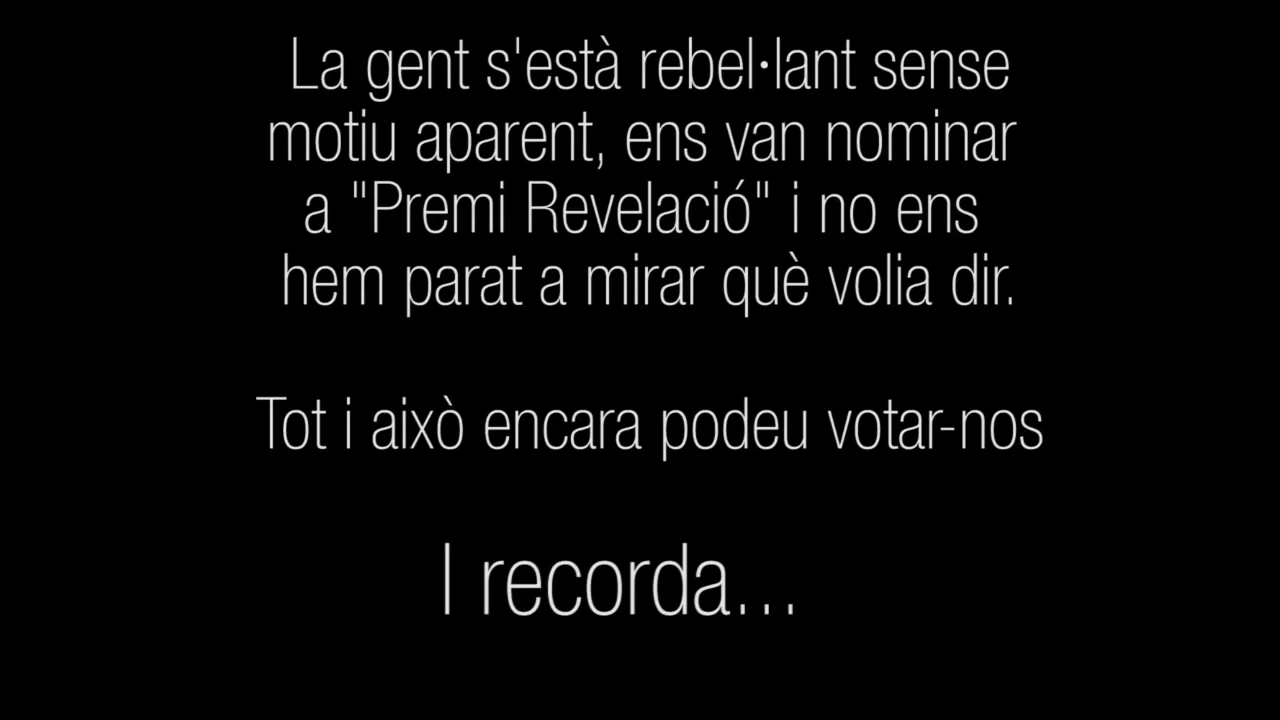 La gent s'està rebel·lant sense
motiu aparent, ens van nominar
a "Premi Revelació" i no ens
hem parat a mirar què volia dir.
Tot i això encara podeu votar-nos
I recorda...